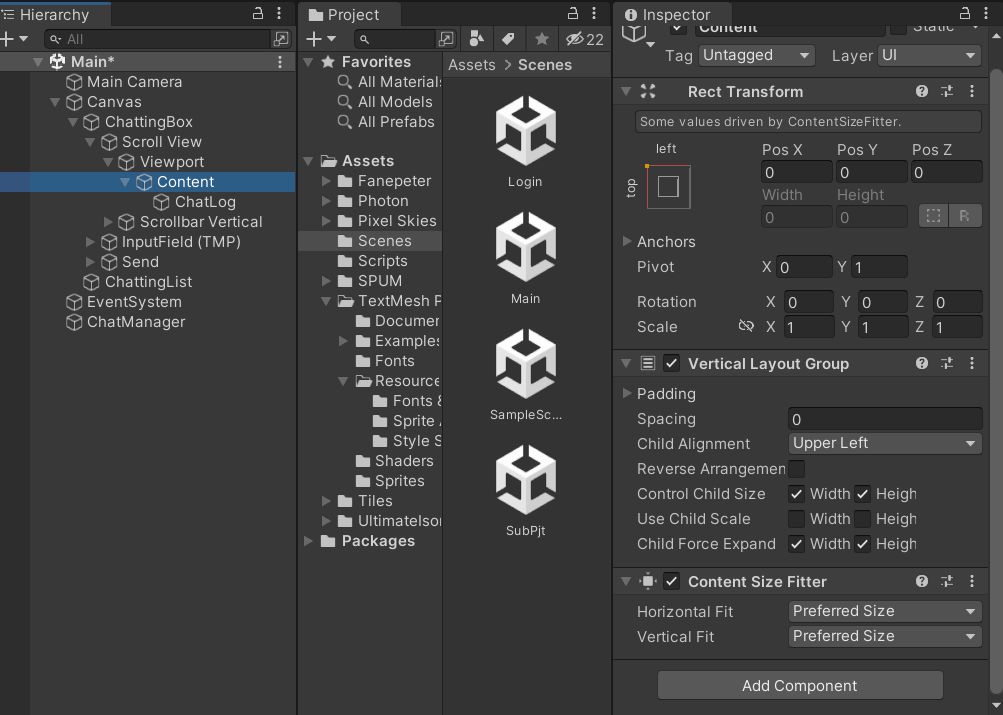 Hierarchy
All
Main*
Main Camera
Canvas
ChattingBox
Scroll View
Viewport
Content
ChatLog
Scrollbar Vertical
InputField (TMP)
Send
ChattingList
EventSystem
ChatManager
Project
22
Favorites
All Material
All Models
All Prefabs
Assets
Fanepeter
Photon
Pixel Skies
Scenes
Scripts
SPUM
TextMesh P
Documen
Examples
Fonts
Resource
Fonts &
Sprite A
Style S
Shaders
Sprites
Tiles
UltimateIso
Packages
Assets > Scenes
Login
Main
SampleSc...
SubPjt
Inspector
Content Static
Tag Untagged Layer UI
Rect Transform
Some values driven by ContentSizeFitter.
left
top
Pos X Pos Y Pos Z
0 0 0
Width Height
0 0 R
Anchors
Pivot X 0 Y 1
Rotation X 0 Y 0 Z 0
Scale X 1 Y 1 Z 1
Vertical Layout Group
Padding
Spacing 0
Child Alignment Upper Left
Reverse Arrangemen
Control Child Size Width Heigh
Use Child Scale Width Heigh
Child Force Expand Width Heigh
Content Size Fitter
Horizontal Fit Preferred Size
Vertical Fit Preferred Size
Add Component